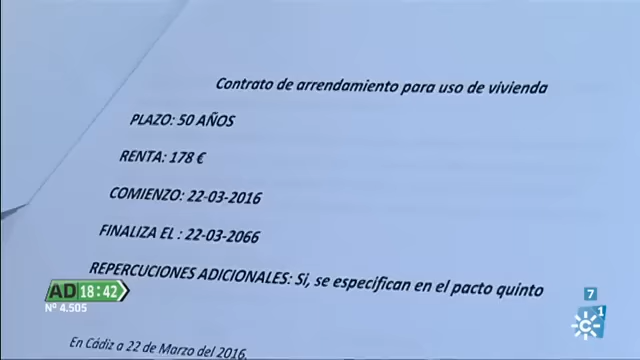 Contrato de arrendamiento para uso de vivienda
PLAZO: 50 AÑOS
RENTA: 178 €
COMIENZO: 22-03-2016
FINALIZA EL : 22-03-2066
REPERCUCIONES ADICIONALES: Si, se especifican en el pacto quinto
AD 18:42
Nº 4.505
7
1
En Cádiz a 22 de Marzo del 2016.